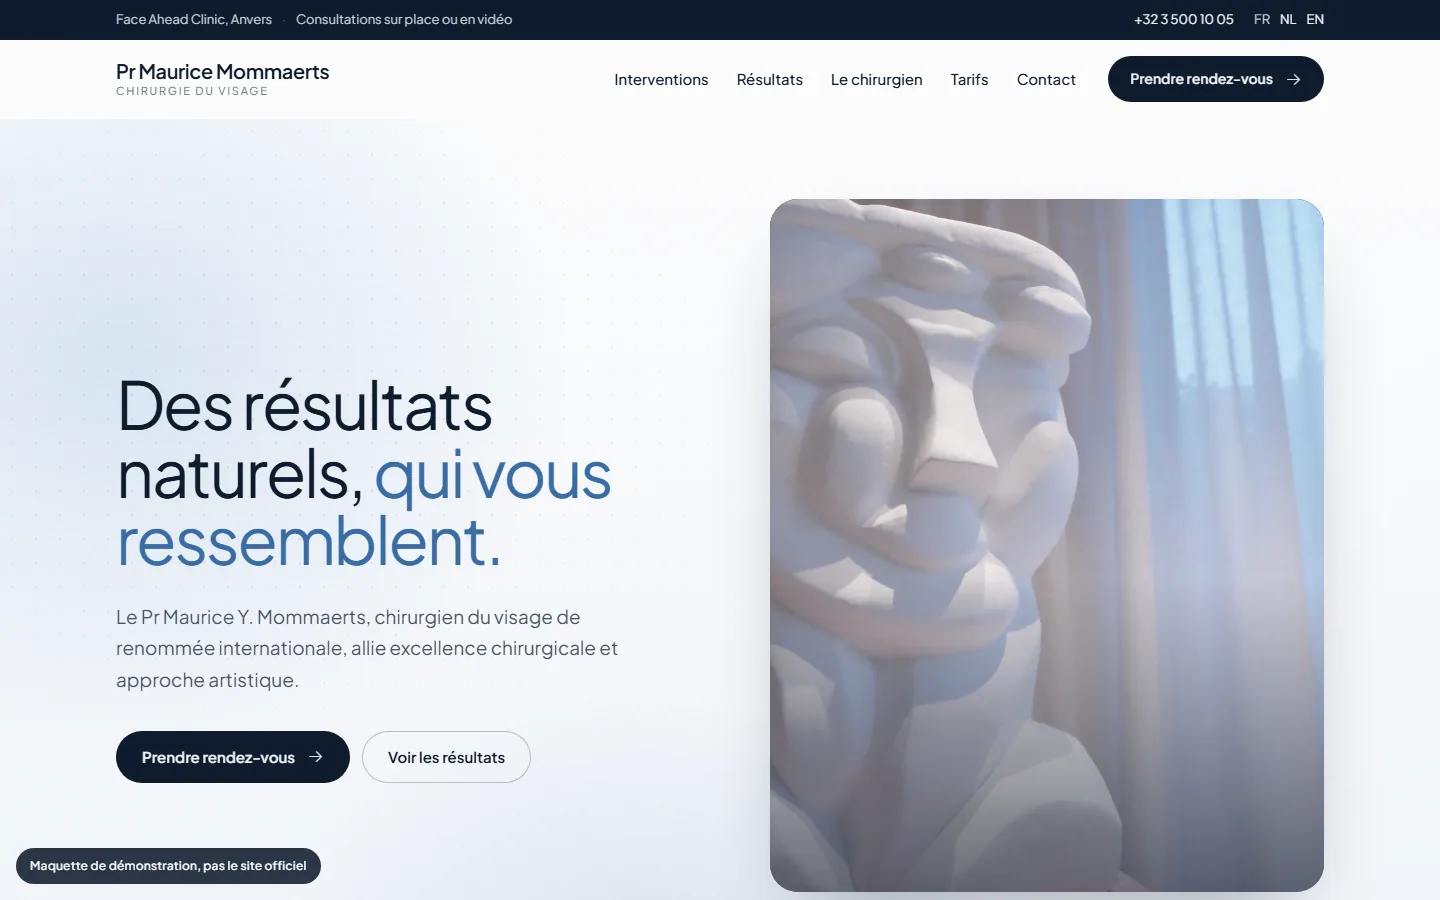 Face Ahead Clinic, Anvers · Consultations sur place ou en vidéo
+32 3 500 10 05 FR NL EN
Pr Maurice Mommaerts
CHIRURGIE DU VISAGE
Interventions Résultats Le chirurgien Tarifs Contact Prendre rendez-vous →
Des résultats
naturels, qui vous
ressemblent.
Le Pr Maurice Y. Mommaerts, chirurgien du visage de
renommée internationale, allie excellence chirurgicale et
approche artistique.
Prendre rendez-vous →
Voir les résultats
Maquette de démonstration, pas le site officiel